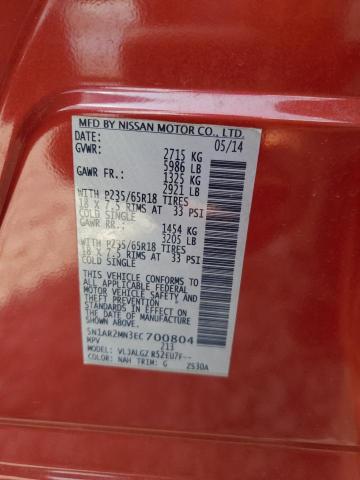 MFD BY NISSAN MOTOR CO., LTD.
DATE: 05/14
GVWR: 2715 KG
5986 LB
GAWR FR.: 1325 KG
2921 LB
WITH P235/65R18 TIRES
18 X 7.5 RIMS AT 33 PSI
COLD SINGLE
GAWR RR.: 1454 KG
3205 LB
WITH P235/65R18 TIRES
18 X 7.5 RIMS AT 33 PSI
COLD SINGLE
THIS VEHICLE CONFORMS TO
ALL APPLICABLE FEDERAL
MOTOR VEHICLE SAFETY AND
STANDARDS IN EFFECT ON THE
DATE OF MANUFACTURE
SHOWN ABOVE.
5N1AR2MN3EC700804
MPV 213
MODEL: VLJALGZ R52EU7F--
COLOR: NAH TRIM: G ZS30A